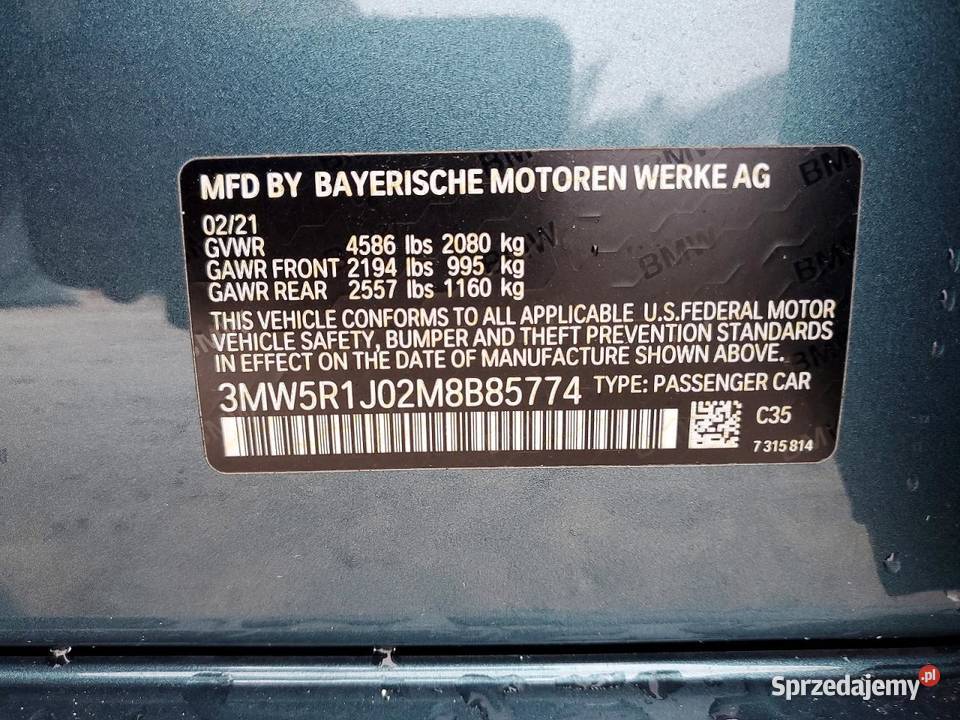 MFD BY BAYERISCHE MOTOREN WERKE AG
02/21
GVWR 4586 lbs 2080 kg
GAWR FRONT 2194 lbs 995 kg
GAWR REAR 2557 lbs 1160 kg
THIS VEHICLE CONFORMS TO ALL APPLICABLE U.S.FEDERAL MOTOR
VEHICLE SAFETY, BUMPER AND THEFT PREVENTION STANDARDS
IN EFFECT ON THE DATE OF MANUFACTURE SHOWN ABOVE.
3MW5R1J02M8B85774 TYPE: PASSENGER CAR
C35
7 315 814
Sprzedajemy.pl